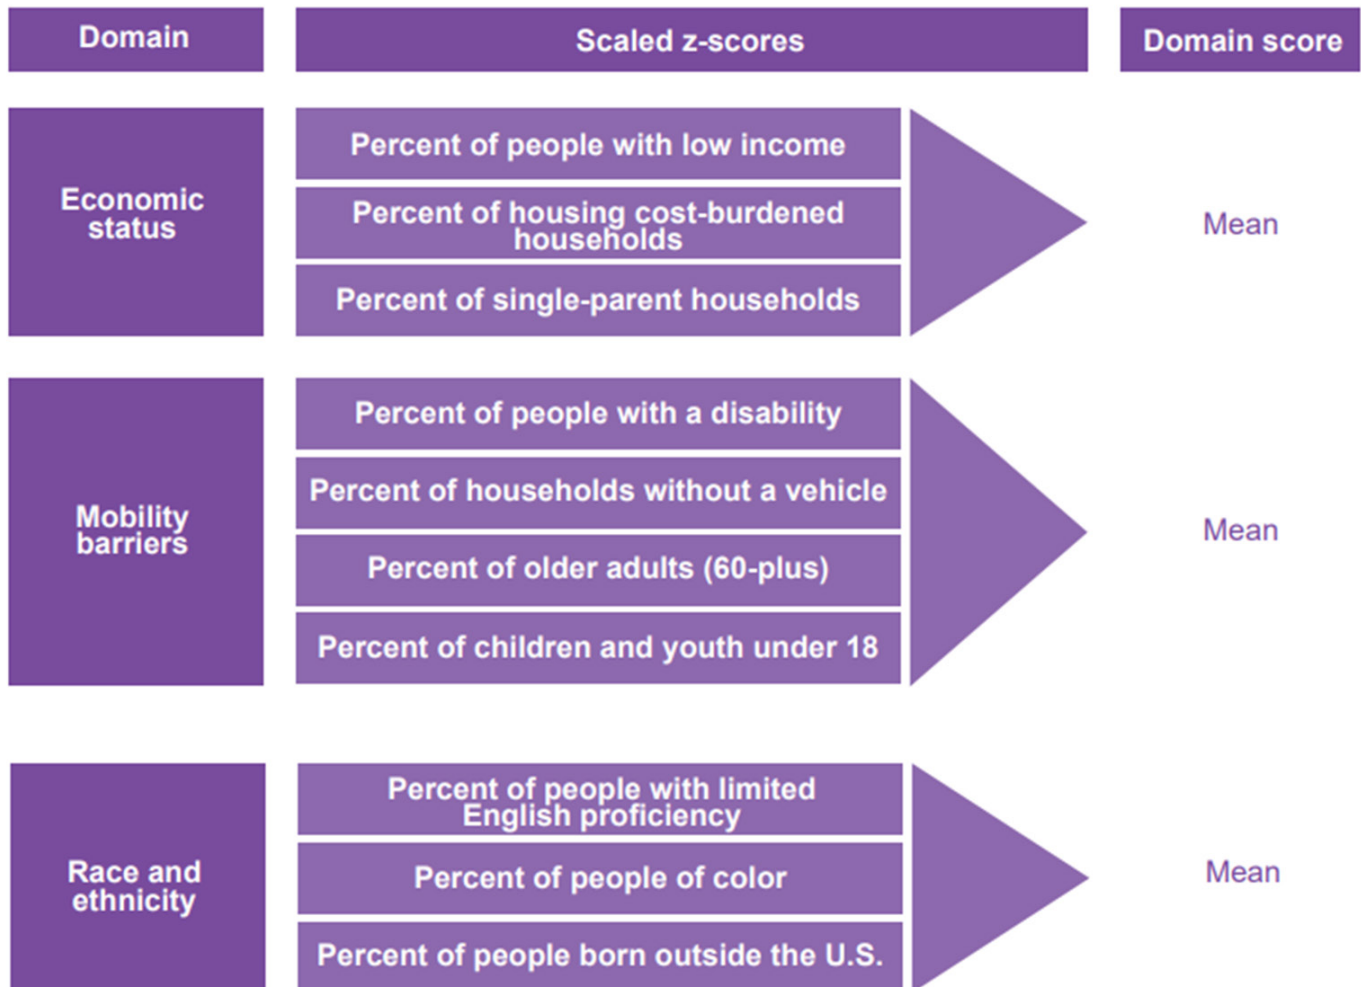 Domain
Scaled z-scores
Domain score
Economic
status
Percent of people with low income
Percent of housing cost-burdened
households
Percent of single-parent households
Mean
Mobility
barriers
Percent of people with a disability
Percent of households without a vehicle
Percent of older adults (60-plus)
Percent of children and youth under 18
Mean
Race and
ethnicity
Percent of people with limited
English proficiency
Percent of people of color
Percent of people born outside the U.S.
Mean